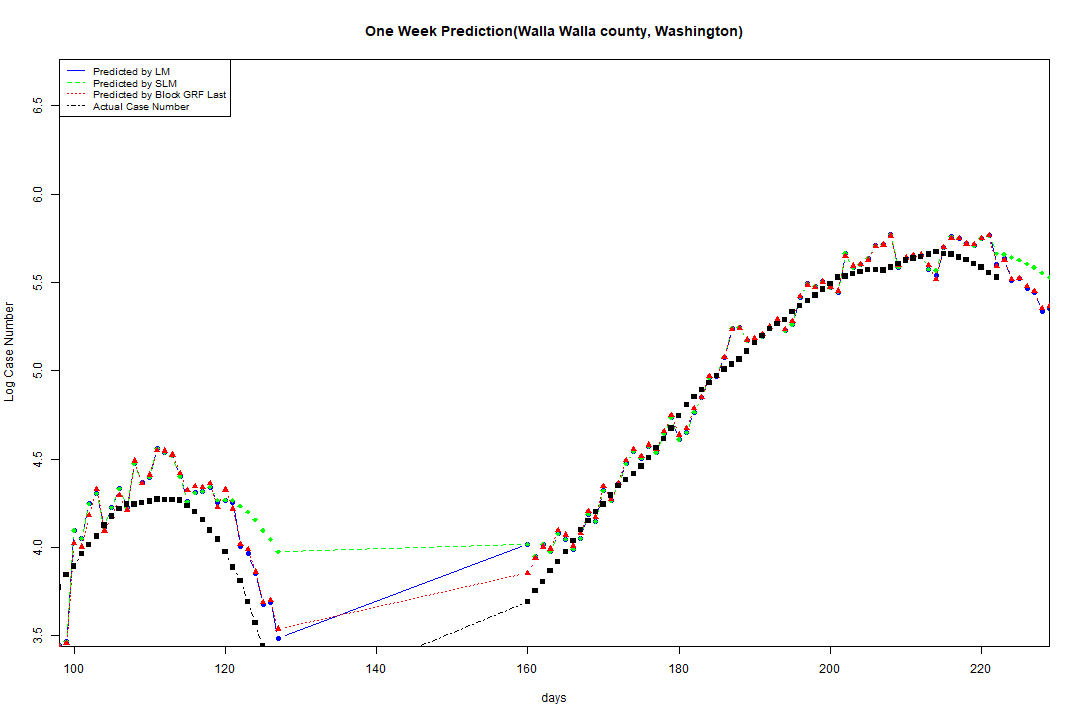 One Week Prediction(Walla Walla county, Washington)
Predicted by LM
Predicted by SLM
Predicted by Block GRF Last
Actual Case Number
Log Case Number
6.5
6.0
5.5
5.0
4.5
4.0
3.5
100 120 140 160 180 200 220
days